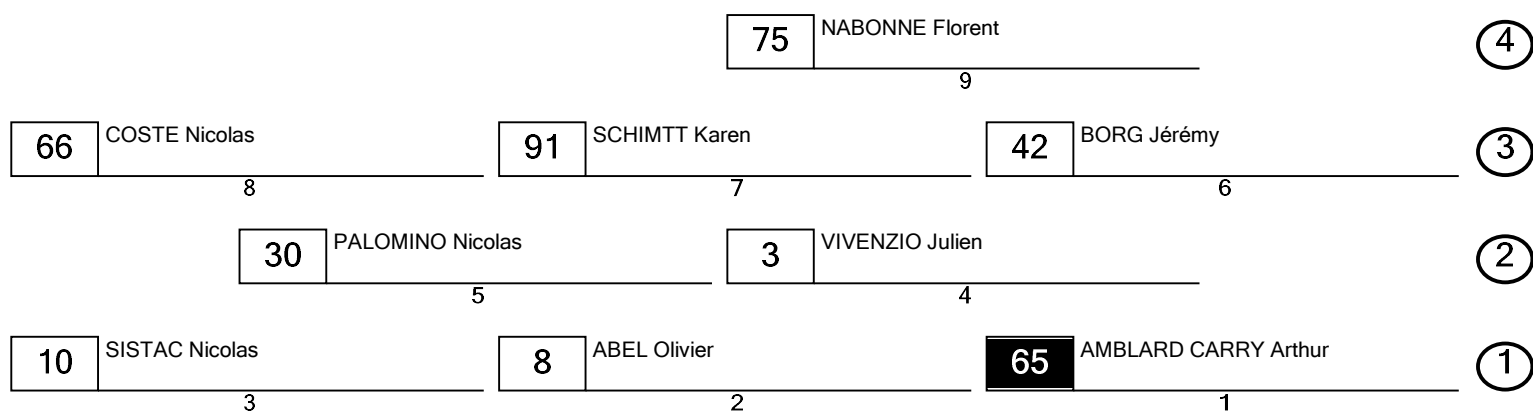 75 NABONNE Florent 4
9
66 COSTE Nicolas 91 SCHIMTT Karen 42 BORG Jérémy 3
8 7 6
30 PALOMINO Nicolas 3 VIVENZIO Julien 2
5 4
10 SISTAC Nicolas 8 ABEL Olivier 65 AMBLARD CARRY Arthur 1
3 2 1